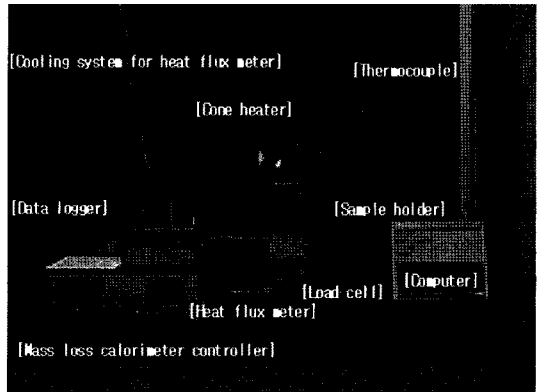 [Cooling system for heat flux meter]
[Thermocouple]
[Cone heater]
[Data logger]
[Sample holder]
[Computer]
[Load cell]
[Heat flux meter]
[Mass loss calorimeter controller]